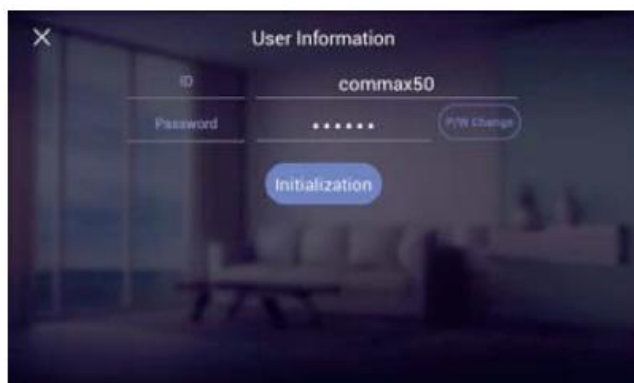 User Information
ID commax50
Password ••••••
P/W Change
Initialization